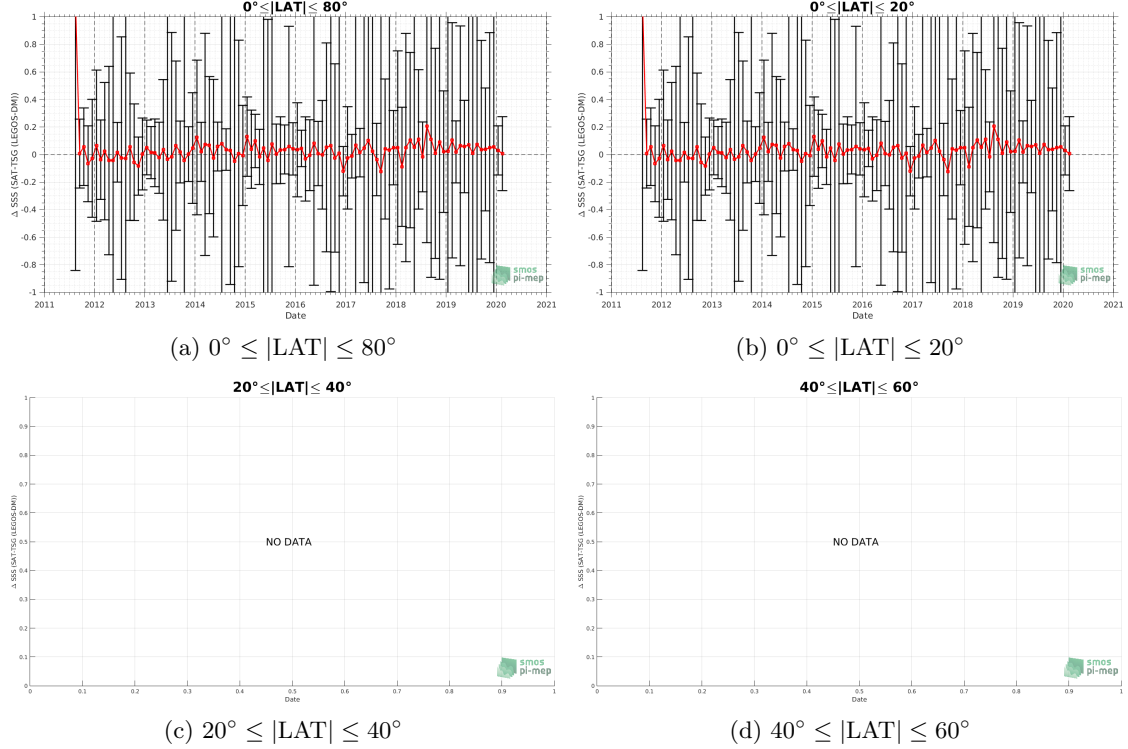 0°≤|LAT|≤ 80°
1
0.8
0.6
0.4
0.2
0
-0.2
-0.4
-0.6
-0.8
-1
Δ SSS (SAT-TSG (LEGOS-DM))
2011 2012 2013 2014 2015 2016 2017 2018 2019 2020 2021
Date
smos
pi-mep
(a) 0° ≤ |LAT| ≤ 80°
0°≤|LAT|≤ 20°
1
0.8
0.6
0.4
0.2
0
-0.2
-0.4
-0.6
-0.8
-1
Δ SSS (SAT-TSG (LEGOS-DM))
2011 2012 2013 2014 2015 2016 2017 2018 2019 2020 2021
Date
smos
pi-mep
(b) 0° ≤ |LAT| ≤ 20°
20°≤|LAT|≤ 40°
1
0.9
0.8
0.7
0.6
0.5
0.4
0.3
0.2
0.1
0
Δ SSS (SAT-TSG (LEGOS-DM))
NO DATA
0 0.1 0.2 0.3 0.4 0.5 0.6 0.7 0.8 0.9 1
Date
smos
pi-mep
(c) 20° ≤ |LAT| ≤ 40°
40°≤|LAT|≤ 60°
1
0.9
0.8
0.7
0.6
0.5
0.4
0.3
0.2
0.1
0
Δ SSS (SAT-TSG (LEGOS-DM))
NO DATA
0 0.1 0.2 0.3 0.4 0.5 0.6 0.7 0.8 0.9 1
Date
smos
pi-mep
(d) 40° ≤ |LAT| ≤ 60°